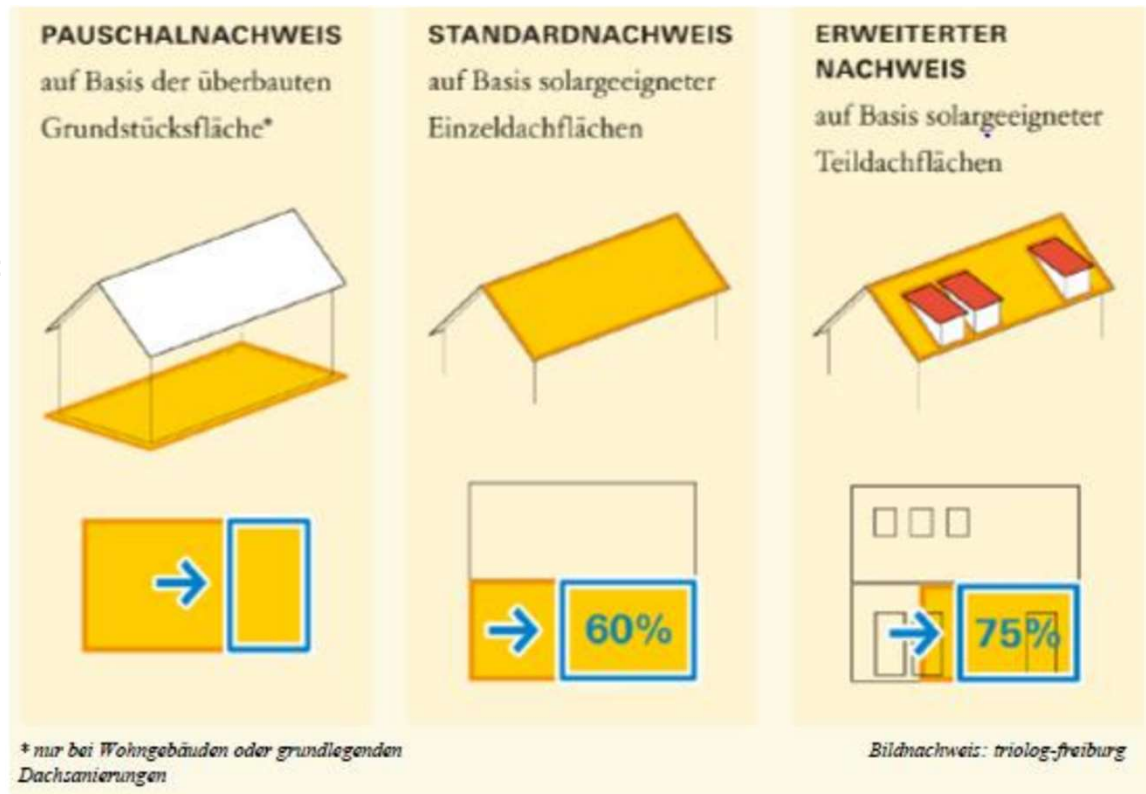 PAUSCHALNACHWEIS
auf Basis der überbauten
Grundstücksfläche*
STANDARDNACHWEIS
auf Basis solargeeigneter
Einzeldachflächen
ERWEITERTER
NACHWEIS
auf Basis solargeeigneter
Teildachflächen
60%
75%
* nur bei Wohngebäuden oder grundlegenden
Dachsanierungen
Bildnachweis: triolog-freiburg